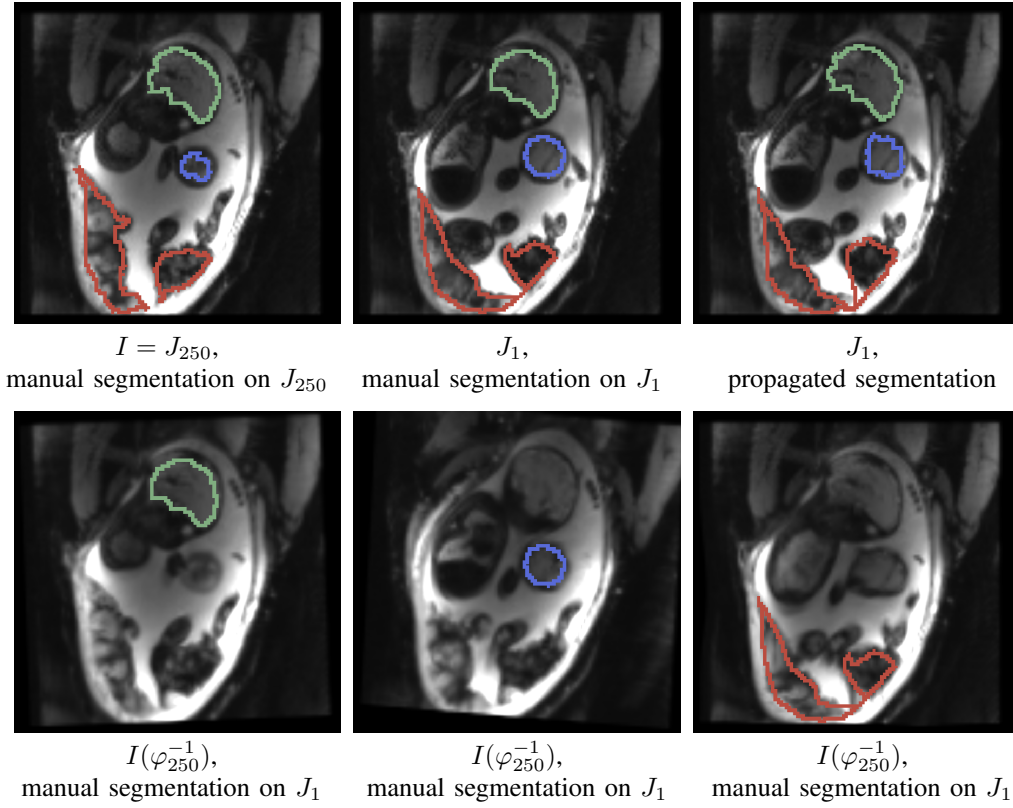 I = J₂₅₀,
manual segmentation on J₂₅₀
J₁,
manual segmentation on J₁
J₁,
propagated segmentation
I(φ₂₅₀⁻¹),
manual segmentation on J₁
I(φ₂₅₀⁻¹),
manual segmentation on J₁
I(φ₂₅₀⁻¹),
manual segmentation on J₁